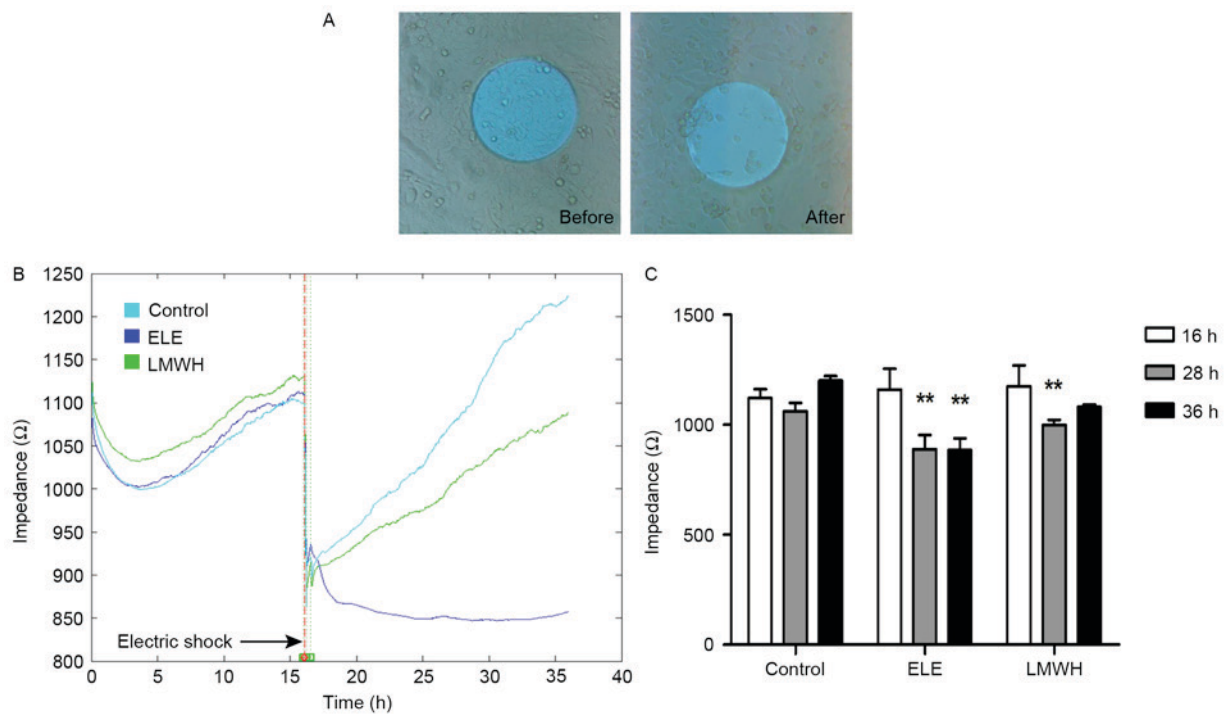 A
Before
After
B
1250
1200
1150
1100
1050
1000
950
900
850
800
Impedance (Ω)
Control
ELE
LMWH
Electric shock
0
5
10
15
20
25
30
35
40
Time (h)
C
1500
1000
500
0
Impedance (Ω)
**
**
**
16 h
28 h
36 h
Control
ELE
LMWH